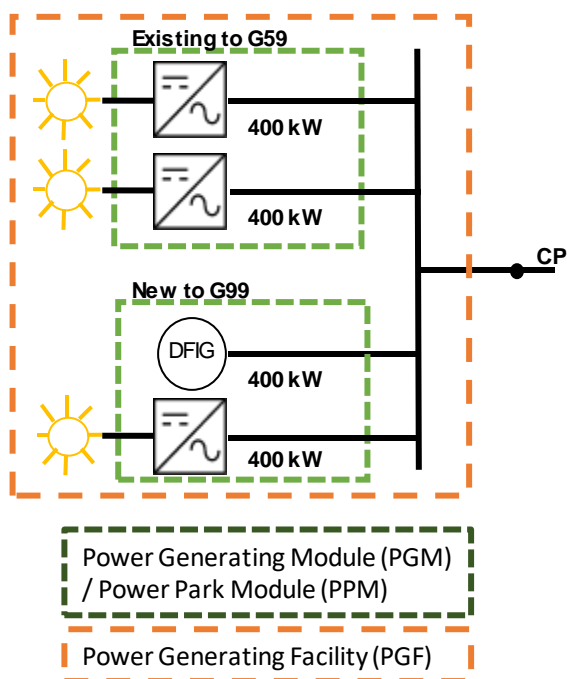 Existing to G59
400 kW
400 kW
CP
New to G99
DFIG
400 kW
400 kW
Power Generating Module (PGM)
/ Power Park Module (PPM)
Power Generating Facility (PGF)